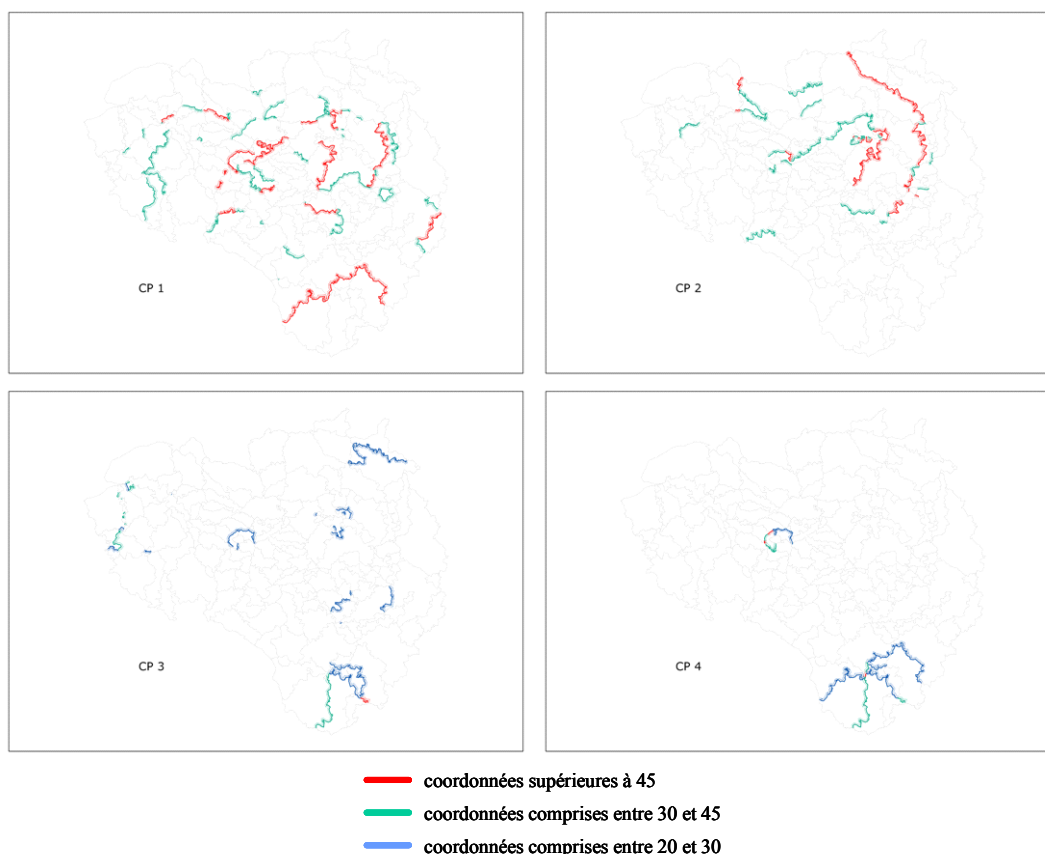 CP 1
CP 2
CP 3
CP 4
coordonnées supérieures à 45
coordonnées comprises entre 30 et 45
coordonnées comprises entre 20 et 30